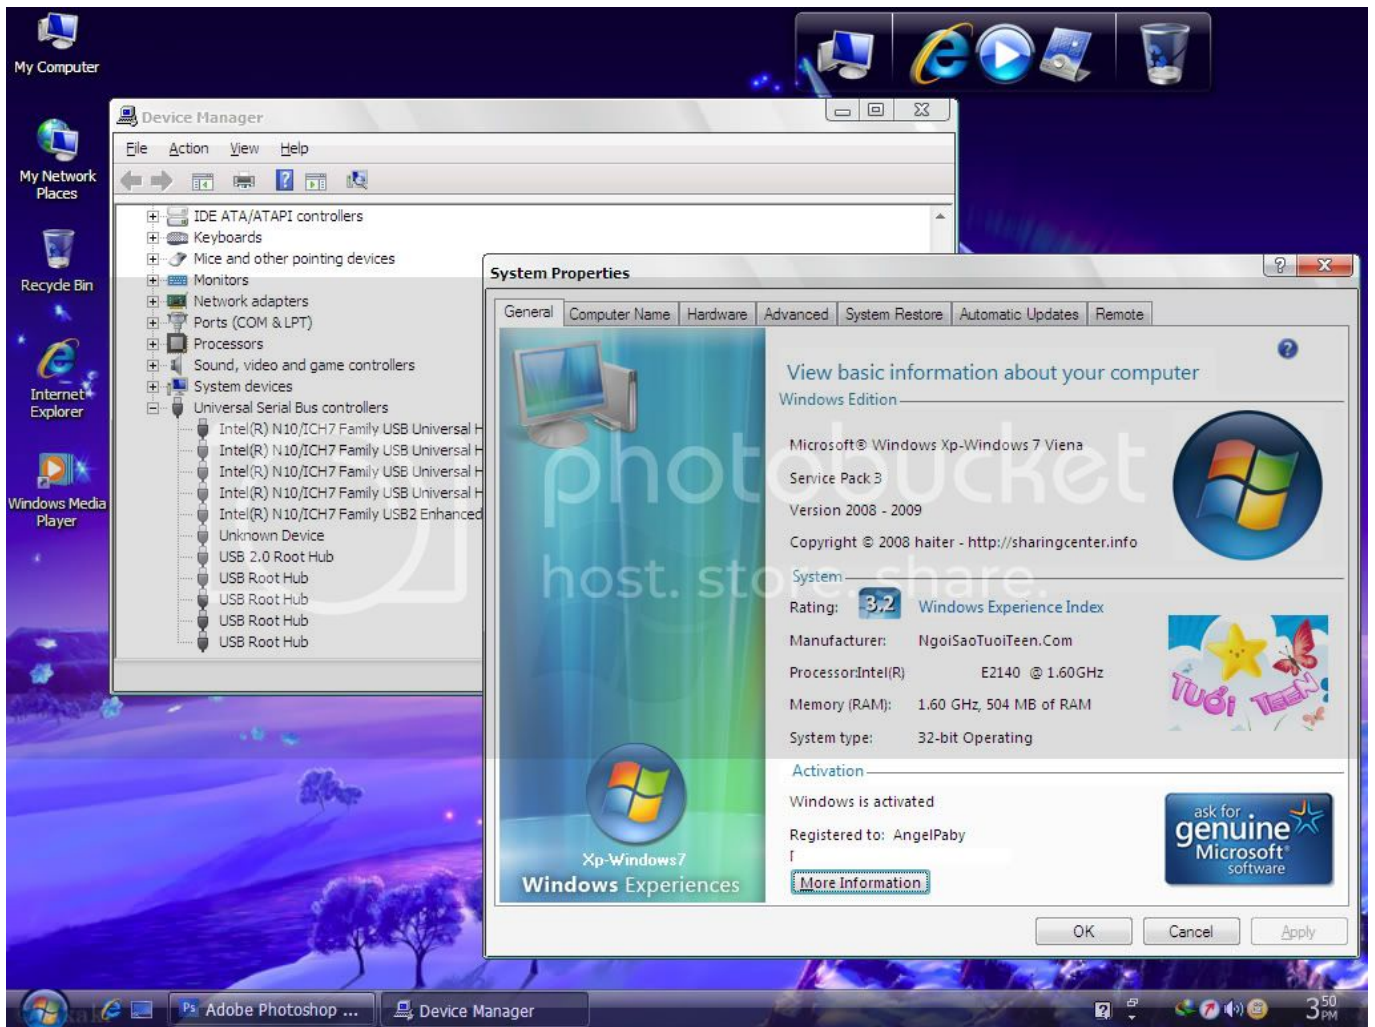 My Computer
My Network
Places
Recycle Bin
Internet
Explorer
Windows Media
Player
Device Manager
File Action View Help
IDE ATA/ATAPI controllers
Keyboards
Mice and other pointing devices
Monitors
Network adapters
Ports (COM & LPT)
Processors
Sound, video and game controllers
System devices
Universal Serial Bus controllers
Intel(R) N10/ICH7 Family USB Universal H
Intel(R) N10/ICH7 Family USB Universal H
Intel(R) N10/ICH7 Family USB Universal H
Intel(R) N10/ICH7 Family USB Universal H
Intel(R) N10/ICH7 Family USB2 Enhanced
Unknown Device
USB 2.0 Root Hub
USB Root Hub
USB Root Hub
USB Root Hub
USB Root Hub
System Properties
General Computer Name Hardware Advanced System Restore Automatic Updates Remote
View basic information about your computer
Windows Edition
Microsoft® Windows Xp-Windows 7 Viena
Service Pack 3
Version 2008 - 2009
Copyright © 2008 haiter - http://sharingcenter.info
System
Rating: 3.2 Windows Experience Index
Manufacturer: NgoiSaoTuoiTeen.Com
Processor:Intel(R) E2140 @ 1.60GHz
Memory (RAM): 1.60 GHz, 504 MB of RAM
System type: 32-bit Operating
TUỔI TEEN
Activation
Windows is activated
Registered to: AngelPaby
More Information
ask for
genuine
Microsoft®
software
Xp-Windows7
Windows Experiences
OK Cancel Apply
photobucket
host. store. share.
Ps Adobe Photoshop ...
Device Manager
3 50 PM